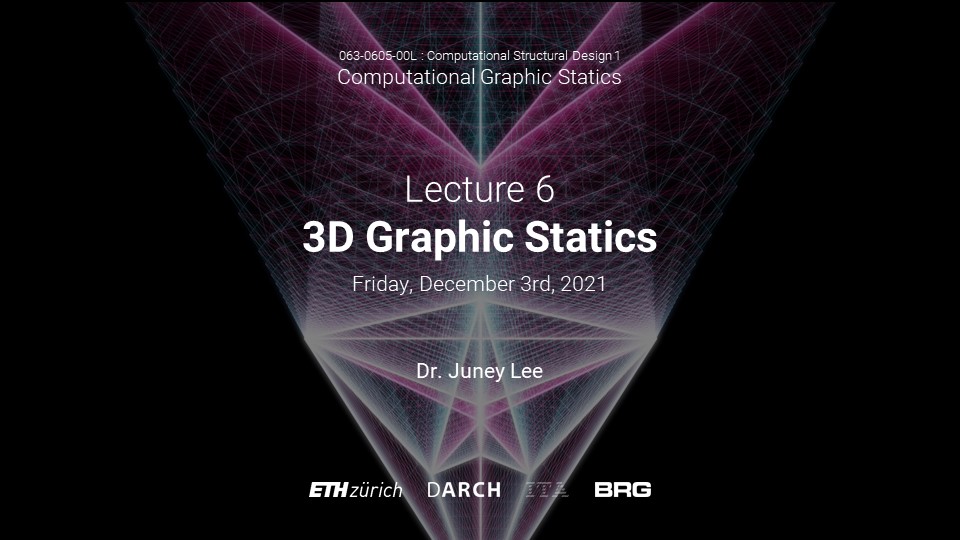 063-0605-00L : Computational Structural Design 1
Computational Graphic Statics
Lecture 6
3D Graphic Statics
Friday, December 3rd, 2021
Dr. Juney Lee
ETH zürich DARCH ITA BRG